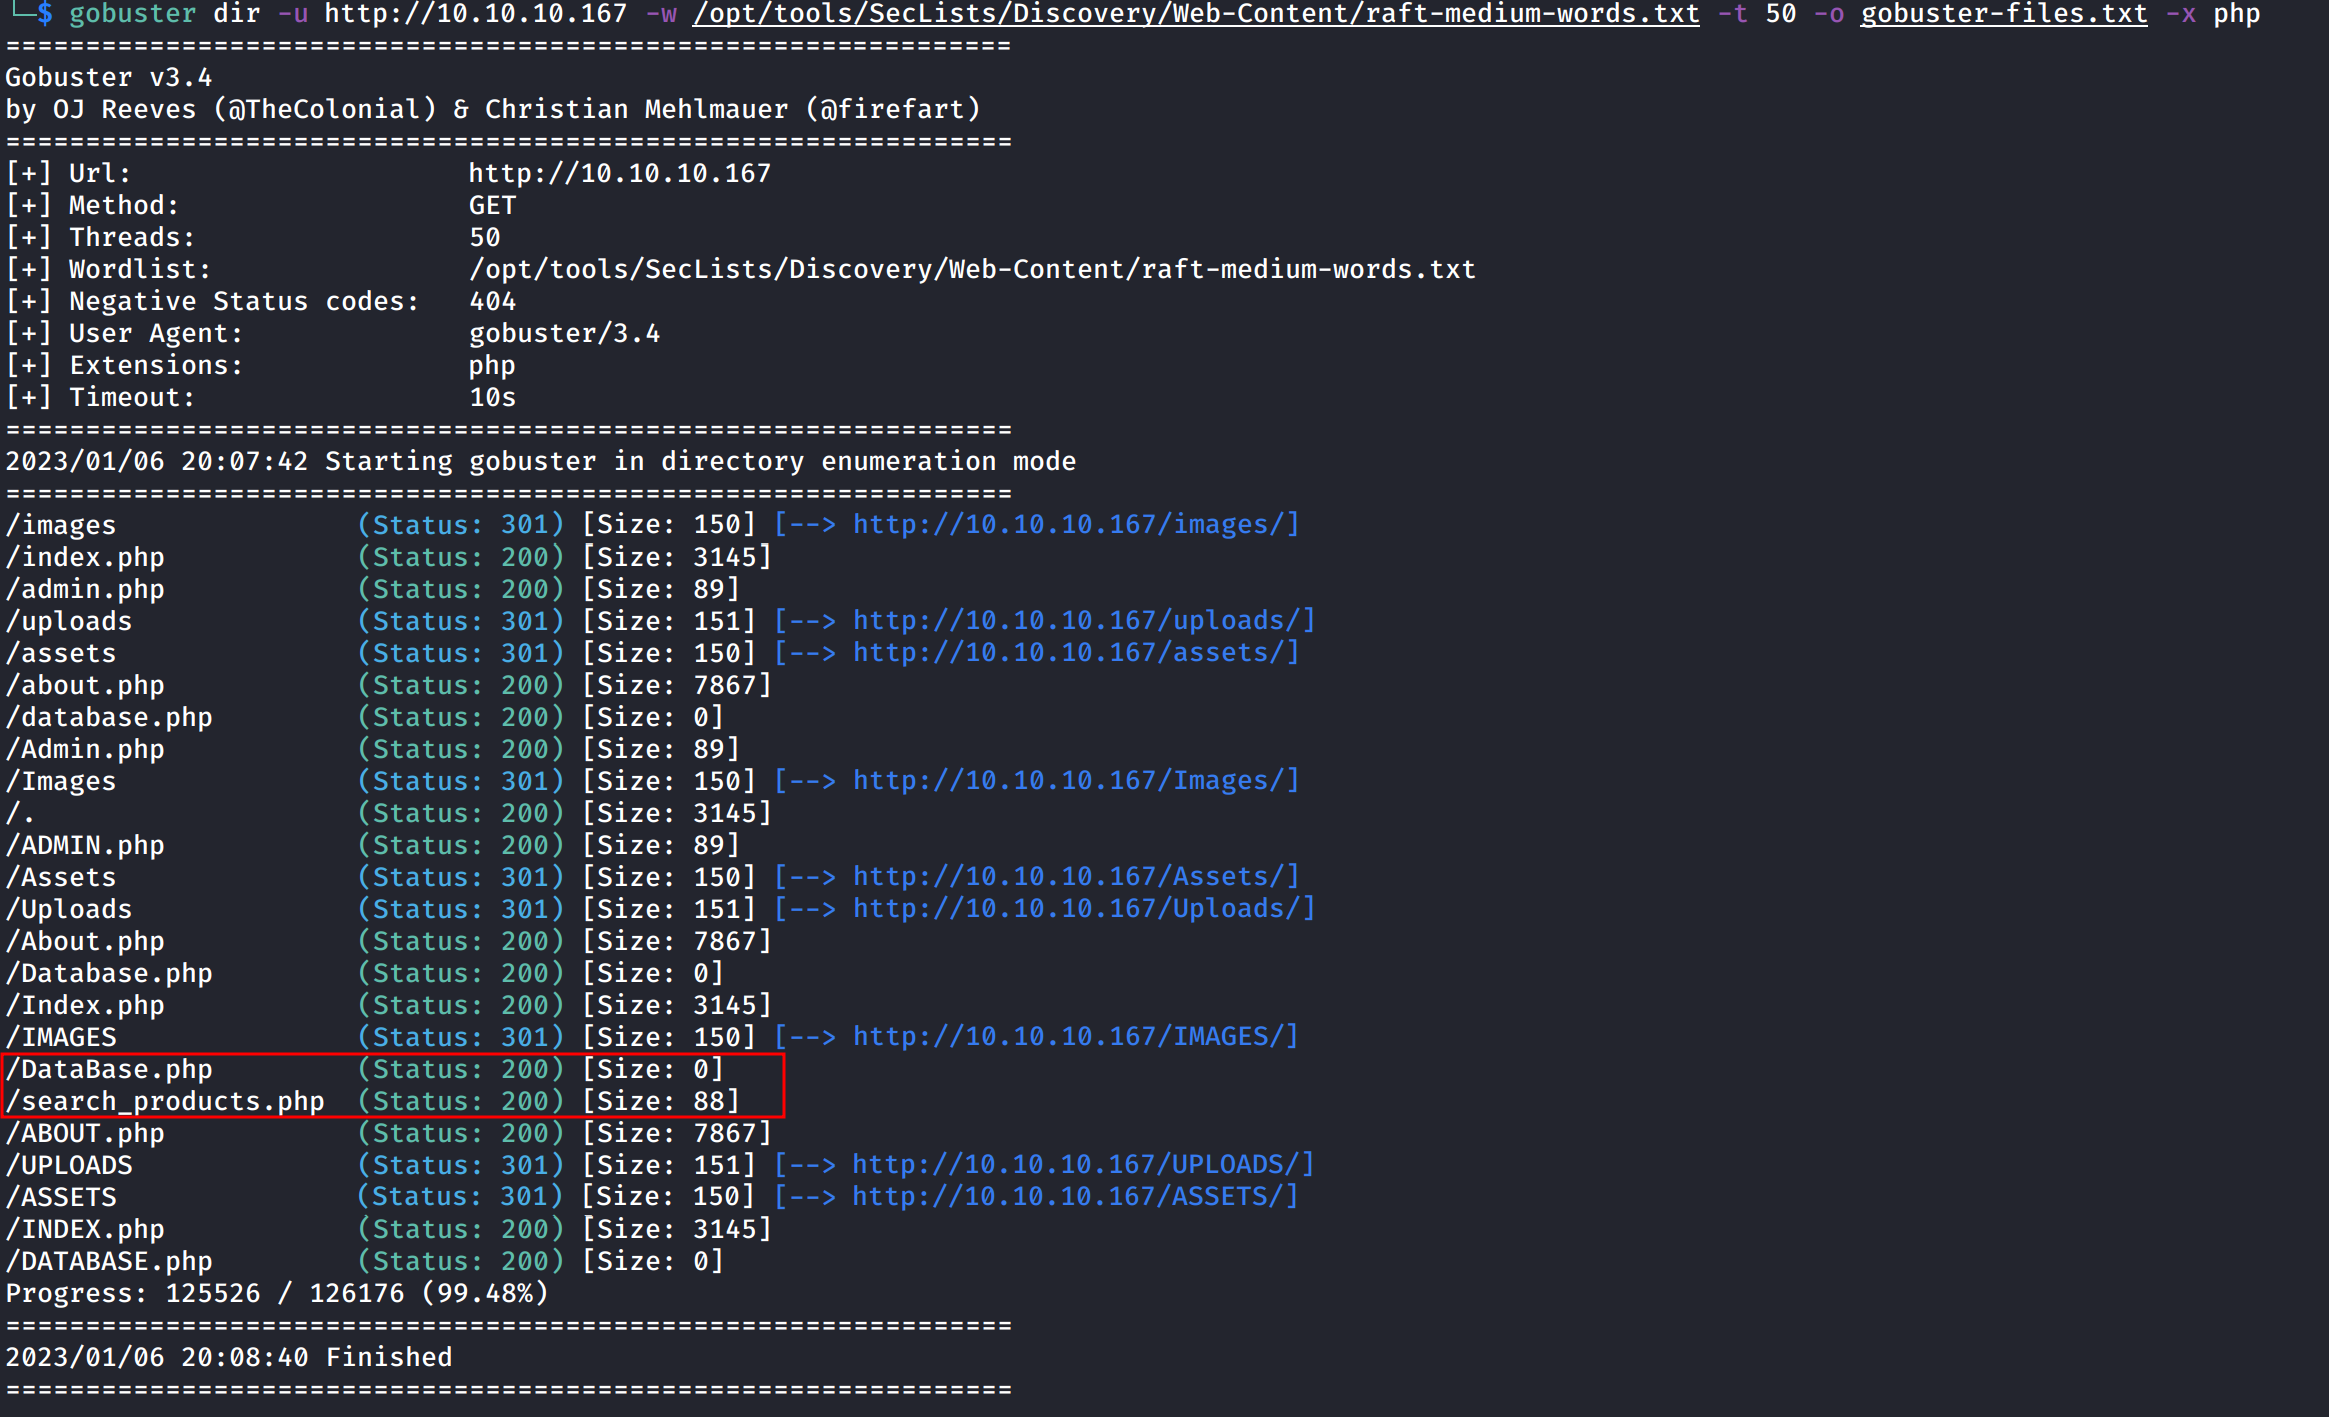 └─$ gobuster dir -u http://10.10.10.167 -w /opt/tools/SecLists/Discovery/Web-Content/raft-medium-words.txt -t 50 -o gobuster-files.txt -x php
===============================================================
Gobuster v3.4
by OJ Reeves (@TheColonial) & Christian Mehlmauer (@firefart)
===============================================================
[+] Url:                     http://10.10.10.167
[+] Method:                  GET
[+] Threads:                 50
[+] Wordlist:                /opt/tools/SecLists/Discovery/Web-Content/raft-medium-words.txt
[+] Negative Status codes:   404
[+] User Agent:              gobuster/3.4
[+] Extensions:              php
[+] Timeout:                 10s
===============================================================
2023/01/06 20:07:42 Starting gobuster in directory enumeration mode
===============================================================
/images               (Status: 301) [Size: 150] [--> http://10.10.10.167/images/]
/index.php            (Status: 200) [Size: 3145]
/admin.php            (Status: 200) [Size: 89]
/uploads              (Status: 301) [Size: 151] [--> http://10.10.10.167/uploads/]
/assets               (Status: 301) [Size: 150] [--> http://10.10.10.167/assets/]
/about.php            (Status: 200) [Size: 7867]
/database.php         (Status: 200) [Size: 0]
/Admin.php            (Status: 200) [Size: 89]
/Images               (Status: 301) [Size: 150] [--> http://10.10.10.167/Images/]
/.                    (Status: 200) [Size: 3145]
/ADMIN.php            (Status: 200) [Size: 89]
/Assets               (Status: 301) [Size: 150] [--> http://10.10.10.167/Assets/]
/Uploads              (Status: 301) [Size: 151] [--> http://10.10.10.167/Uploads/]
/About.php            (Status: 200) [Size: 7867]
/Database.php         (Status: 200) [Size: 0]
/Index.php            (Status: 200) [Size: 3145]
/IMAGES               (Status: 301) [Size: 150] [--> http://10.10.10.167/IMAGES/]
/DataBase.php         (Status: 200) [Size: 0]
/search_products.php  (Status: 200) [Size: 88]
/ABOUT.php            (Status: 200) [Size: 7867]
/UPLOADS              (Status: 301) [Size: 151] [--> http://10.10.10.167/UPLOADS/]
/ASSETS               (Status: 301) [Size: 150] [--> http://10.10.10.167/ASSETS/]
/INDEX.php            (Status: 200) [Size: 3145]
/DATABASE.php         (Status: 200) [Size: 0]
Progress: 125526 / 126176 (99.48%)
===============================================================
2023/01/06 20:08:40 Finished
===============================================================